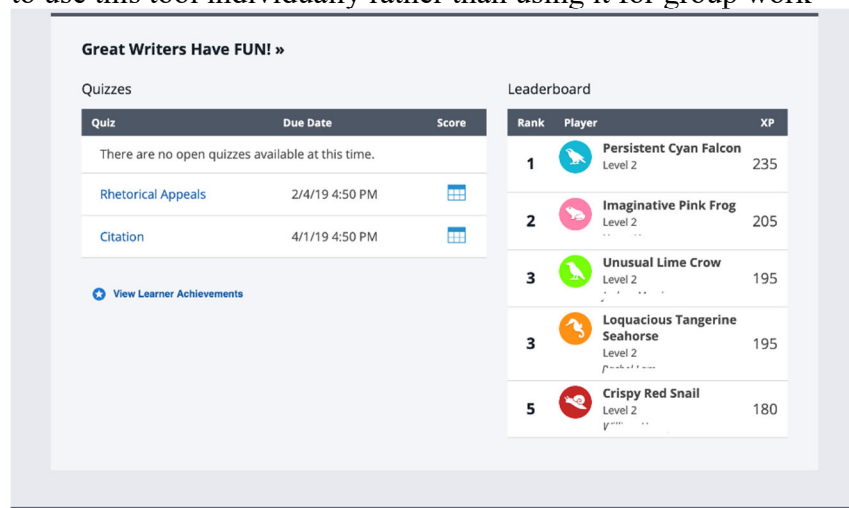 to use this tool individually rather than using it for group work
Great Writers Have FUN! »
Quizzes
Quiz Due Date Score
There are no open quizzes available at this time.
Rhetorical Appeals 2/4/19 4:50 PM
Citation 4/1/19 4:50 PM
View Learner Achievements
Leaderboard
Rank Player XP
1 Persistent Cyan Falcon 235
Level 2
2 Imaginative Pink Frog 205
Level 2
3 Unusual Lime Crow 195
Level 2
3 Loquacious Tangerine
Seahorse 195
Level 2
5 Crispy Red Snail 180
Level 2